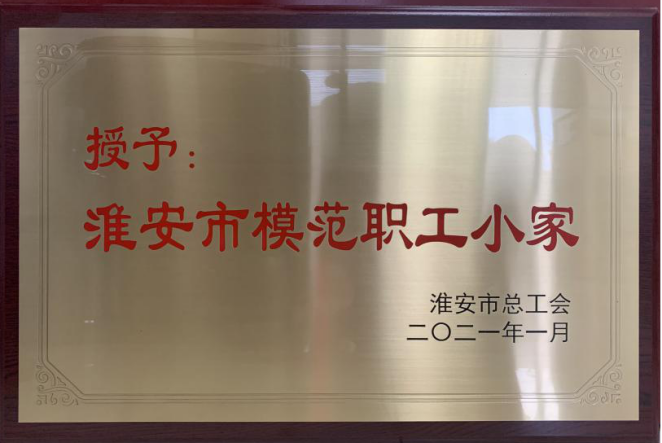 授予：
淮安市模范职工小家
淮安市总工会
二〇二一年一月